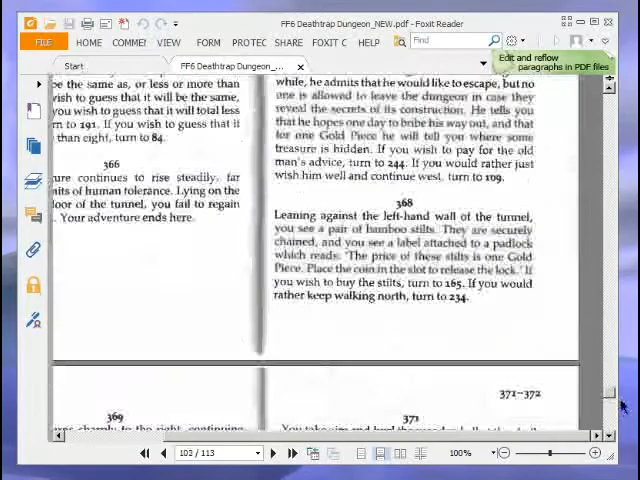 FF6 Deathtrap Dungeon_NEW.pdf - Foxit Reader
FILE HOME COMMEN VIEW FORM PROTEC SHARE FOXIT C Find
Edit and reflow
paragraphs in PDF files
Start FF6 Deathtrap Dungeon_...
be the same as, or less or more than
wish to guess that it will be the same,
you wish to guess that it will total less
rn to 191. If you wish to guess that it
than eight, turn to 84.
366
ure continues to rise steadily, far
mits of human tolerance. Lying on the
loor of the tunnel, you fail to regain
. Your adventure ends here.
while, he admits that he would like to escape, but no
one is allowed to leave the dungeon in case they
reveal the secrets of its construction. He tells you
that he hopes one day to bribe his way out, and that
for one Gold Piece he will tell you where some
treasure is hidden. If you wish to pay for the old
man's advice, turn to 244. If you would rather just
wish him well and continue west, turn to 109.
368
Leaning against the left-hand wall of the tunnel,
you see a pair of bamboo stilts. They are securely
chained, and you see a label attached to a padlock
which reads: 'The price of these stilts is one Gold
Piece. Place the coin in the slot to release the lock.' If
you wish to buy the stilts, turn to 165. If you would
rather keep walking north, turn to 234.
371-372
369
rns sharply to the right, continuing
371
103 / 113
100%